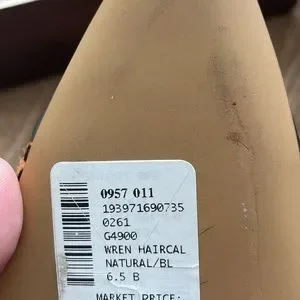 0957 011
193971690735
0261
G4900
WREN HAIRCAL
NATURAL/BL
6.5 B
MARKET PRICE: